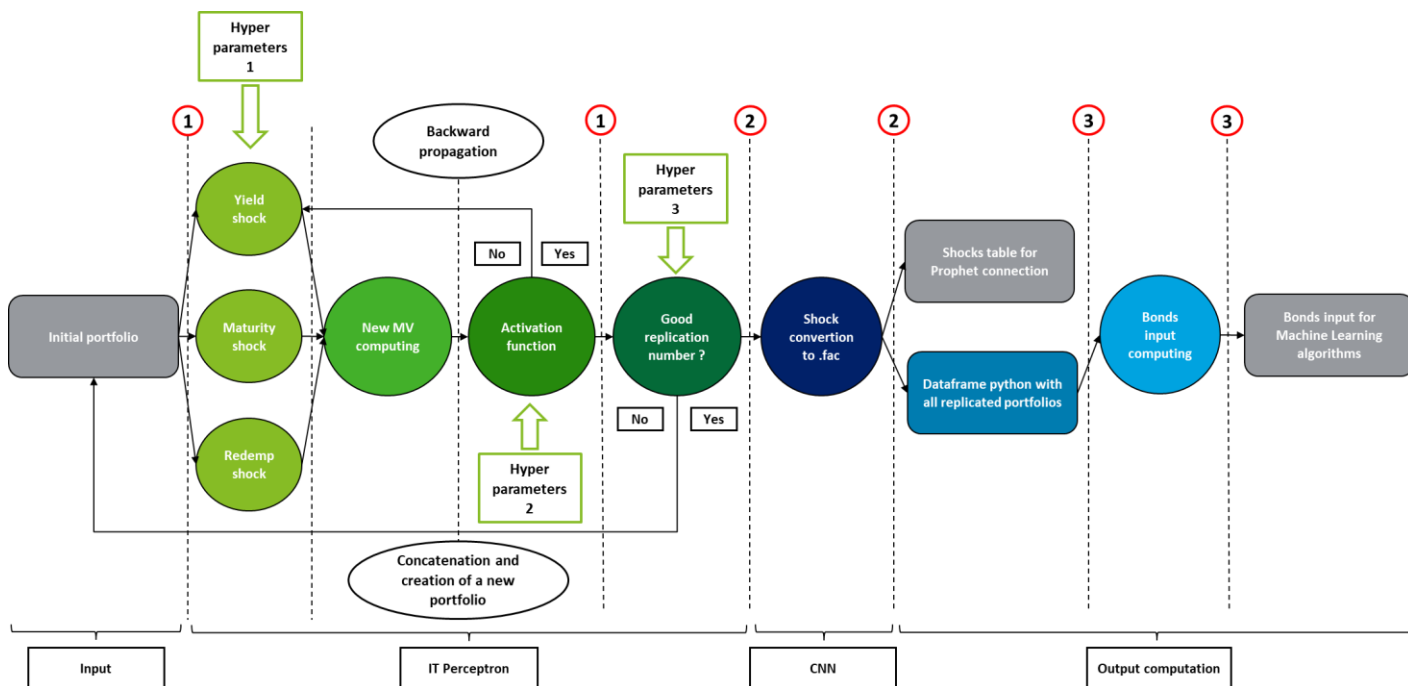 Hyper
parameters
1
1
Backward
propagation
1
2
2
3
3
Hyper
parameters
3
Yield
shock
No
Yes
Shocks table for
Prophet connection
Initial portfolio
Maturity
shock
New MV
computing
Activation
function
Good
replication
number ?
Shock
convertion
to .fac
Bonds
input
computing
Bonds input for
Machine Learning
algorithms
Dataframe python with
all replicated portfolios
No
Yes
Redemp
shock
Hyper
parameters
2
Concatenation and
creation of a new
portfolio
Input
IT Perceptron
CNN
Output computation